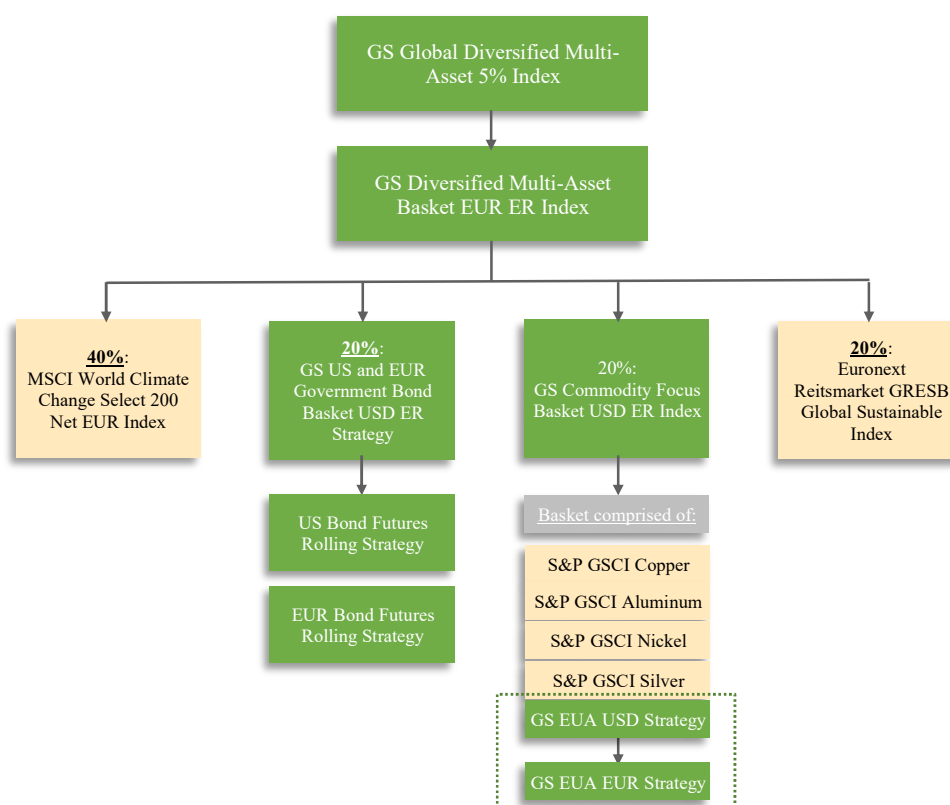 GS Global Diversified Multi-
Asset 5% Index
GS Diversified Multi-Asset
Basket EUR ER Index
40%:
MSCI World Climate
Change Select 200
Net EUR Index
20%:
GS US and EUR
Government Bond
Basket USD ER
Strategy
20%:
GS Commodity Focus
Basket USD ER Index
20%:
Euronext
Reitsmarket GRESB
Global Sustainable
Index
US Bond Futures
Rolling Strategy
EUR Bond Futures
Rolling Strategy
Basket comprised of:
S&P GSCI Copper
S&P GSCI Aluminum
S&P GSCI Nickel
S&P GSCI Silver
GS EUA USD Strategy
GS EUA EUR Strategy